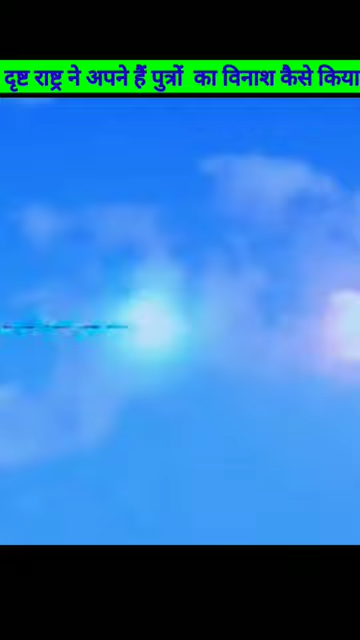 दृष्ट राष्ट्र ने अपने हैं पुत्रों का विनाश कैसे किया